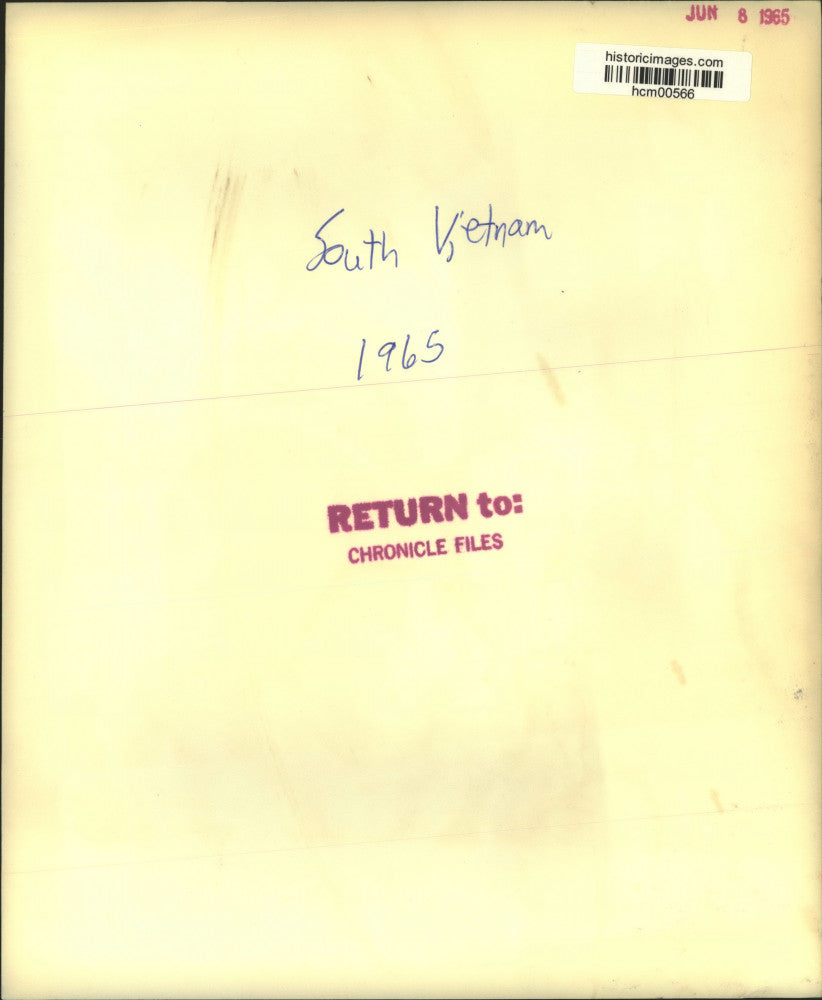 JUN 8 1965
historicimages.com
hcm00566
South Vietnam
1965
RETURN to:
CHRONICLE FILES